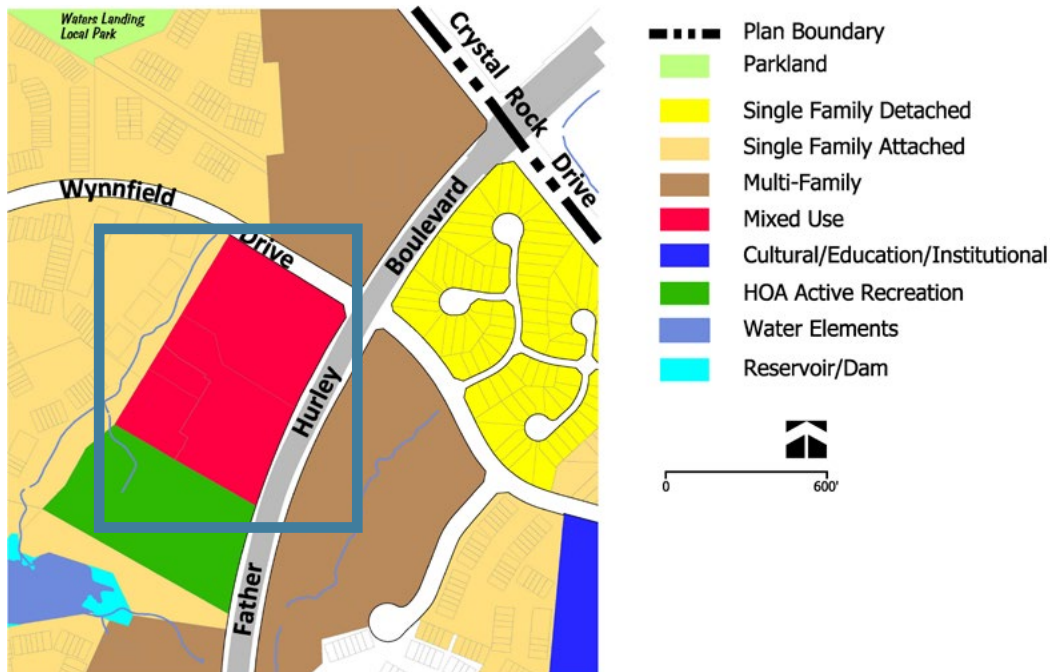 Waters Landing
Local Park
Crystal Rock Drive
Wynnfield Drive
Father Hurley Boulevard
Plan Boundary
Parkland
Single Family Detached
Single Family Attached
Multi-Family
Mixed Use
Cultural/Education/Institutional
HOA Active Recreation
Water Elements
Reservoir/Dam
0 600'